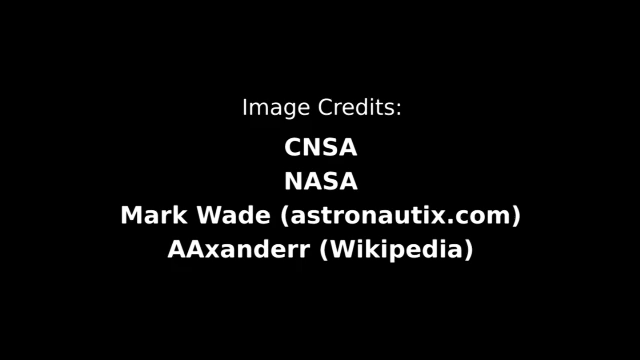 Image Credits:
CNSA
NASA
Mark Wade (astronautix.com)
AAxanderr (Wikipedia)